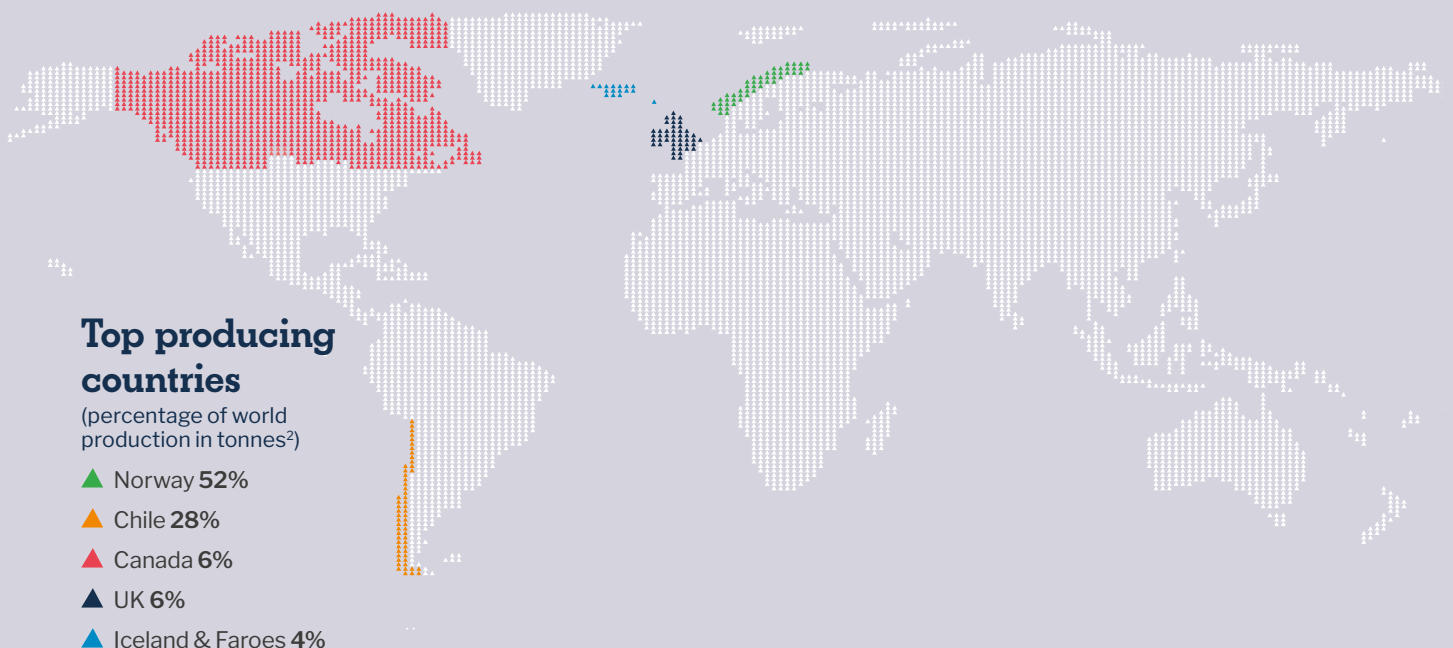 Top producing
countries
(percentage of world
production in tonnes²)
Norway 52%
Chile 28%
Canada 6%
UK 6%
Iceland & Faroes 4%